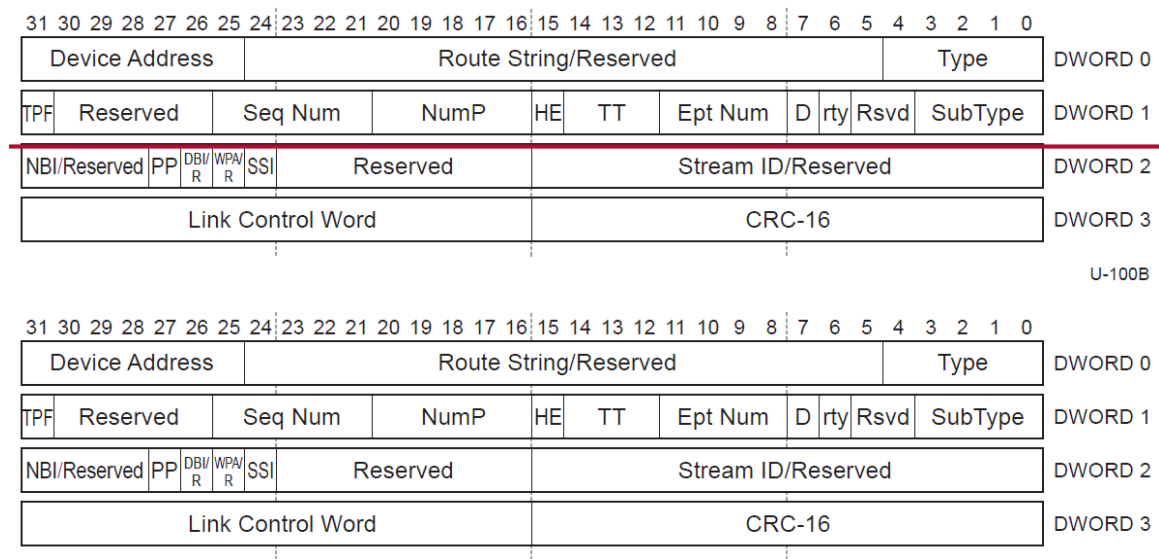 31 30 29 28 27 26 25 24 23 22 21 20 19 18 17 16 15 14 13 12 11 10 9 8 7 6 5 4 3 2 1 0
Device Address Route String/Reserved Type DWORD 0
TPF Reserved Seq Num NumP HE TT Ept Num D rty Rsvd SubType DWORD 1
NBI/Reserved PP DBI/R WPA/R SSI Reserved Stream ID/Reserved DWORD 2
Link Control Word CRC-16 DWORD 3
U-100B
31 30 29 28 27 26 25 24 23 22 21 20 19 18 17 16 15 14 13 12 11 10 9 8 7 6 5 4 3 2 1 0
Device Address Route String/Reserved Type DWORD 0
TPF Reserved Seq Num NumP HE TT Ept Num D rty Rsvd SubType DWORD 1
NBI/Reserved PP DBI/R WPA/R SSI Reserved Stream ID/Reserved DWORD 2
Link Control Word CRC-16 DWORD 3